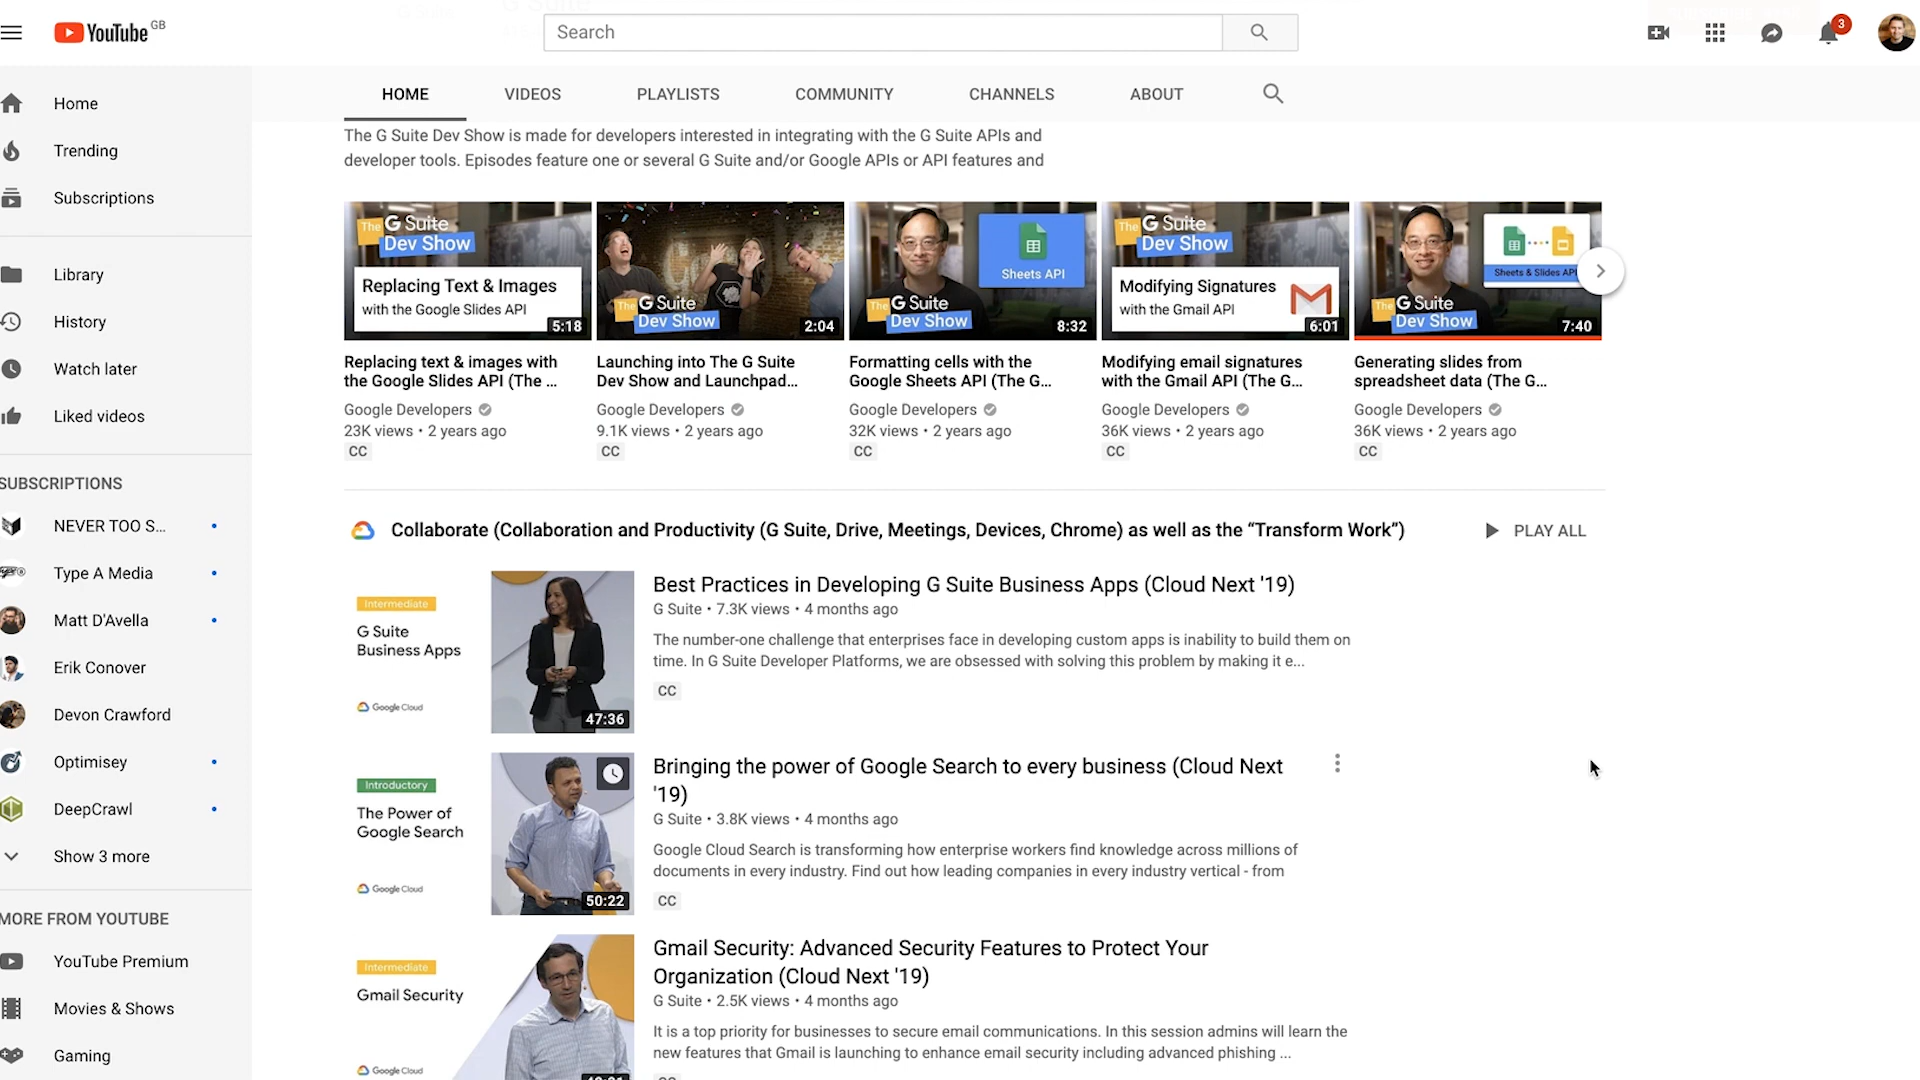 YouTube GB
Search
3
HOME VIDEOS PLAYLISTS COMMUNITY CHANNELS ABOUT
Home
Trending
Subscriptions
Library
History
Watch later
Liked videos
SUBSCRIPTIONS
NEVER TOO S...
Type A Media
Matt D'Avella
Erik Conover
Devon Crawford
Optimisey
DeepCrawl
Show 3 more
MORE FROM YOUTUBE
YouTube Premium
Movies & Shows
Gaming
The G Suite Dev Show is made for developers interested in integrating with the G Suite APIs and
developer tools. Episodes feature one or several G Suite and/or Google APIs or API features and
The G Suite
Dev Show
Replacing Text & Images
with the Google Slides API
5:18
Replacing text & images with
the Google Slides API (The ...
Google Developers
23K views • 2 years ago
CC
The G Suite
Dev Show
2:04
Launching into The G Suite
Dev Show and Launchpad...
Google Developers
9.1K views • 2 years ago
CC
Sheets API
The G Suite
Dev Show
8:32
Formatting cells with the
Google Sheets API (The G...
Google Developers
32K views • 2 years ago
CC
The G Suite
Dev Show
Modifying Signatures
with the Gmail API
6:01
Modifying email signatures
with the Gmail API (The G...
Google Developers
36K views • 2 years ago
CC
Sheets & Slides API
The G Suite
Dev Show
7:40
Generating slides from
spreadsheet data (The G...
Google Developers
36K views • 2 years ago
CC
Collaborate (Collaboration and Productivity (G Suite, Drive, Meetings, Devices, Chrome) as well as the “Transform Work”)
PLAY ALL
Intermediate
G Suite
Business Apps
Google Cloud
47:36
Best Practices in Developing G Suite Business Apps (Cloud Next '19)
G Suite • 7.3K views • 4 months ago
The number-one challenge that enterprises face in developing custom apps is inability to build them on
time. In G Suite Developer Platforms, we are obsessed with solving this problem by making it e...
CC
Introductory
The Power of
Google Search
Google Cloud
50:22
Bringing the power of Google Search to every business (Cloud Next
'19)
G Suite • 3.8K views • 4 months ago
Google Cloud Search is transforming how enterprise workers find knowledge across millions of
documents in every industry. Find out how leading companies in every industry vertical - from
CC
Intermediate
Gmail Security
Google Cloud
Gmail Security: Advanced Security Features to Protect Your
Organization (Cloud Next '19)
G Suite • 2.5K views • 4 months ago
It is a top priority for businesses to secure email communications. In this session admins will learn the
new features that Gmail is launching to enhance email security including advanced phishing ...